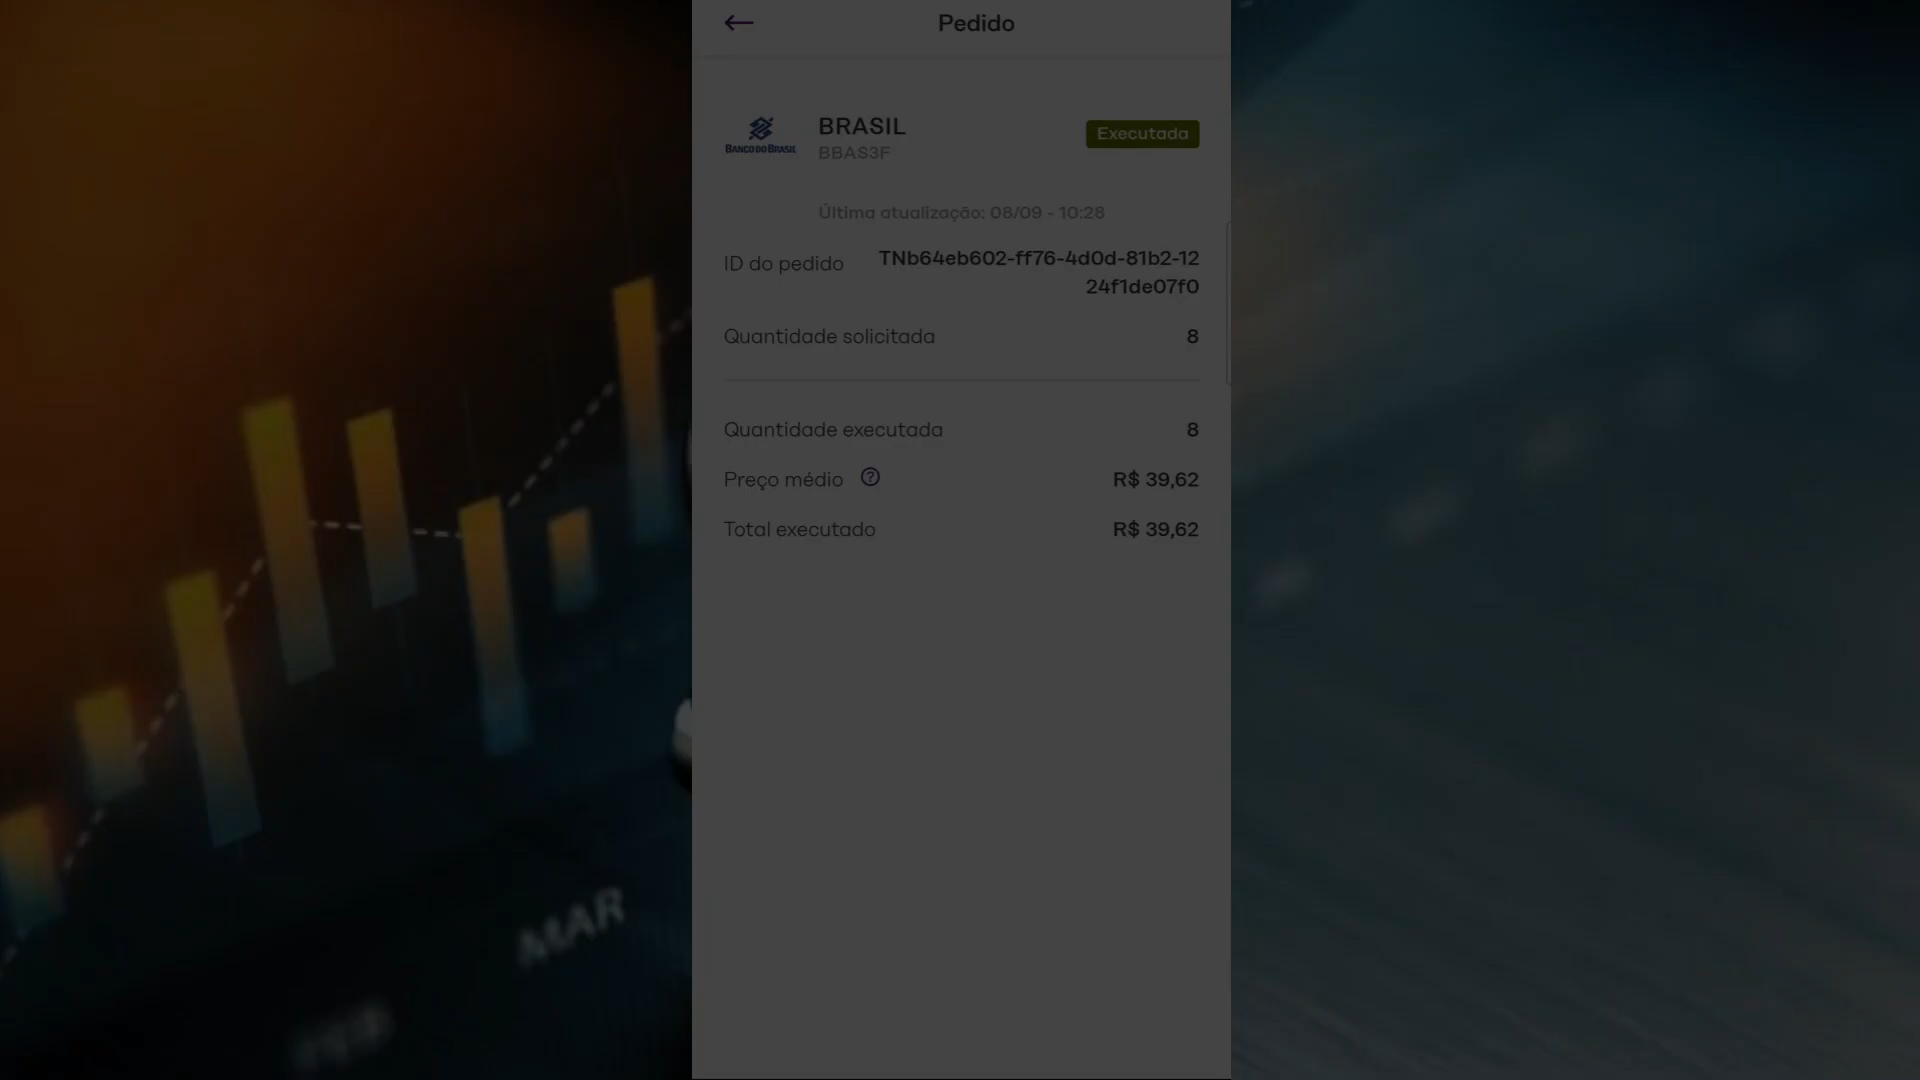 Pedido
BANCO DO BRASIL
BRASIL
BBAS3F
Executada
Última atualização: 08/09 - 10:28
ID do pedido
TNb64eb602-ff76-4d0d-81b2-12
24f1de07f0
Quantidade solicitada 8
Quantidade executada 8
Preço médio ? R$ 39,62
Total executado R$ 39,62
MAR
FEB